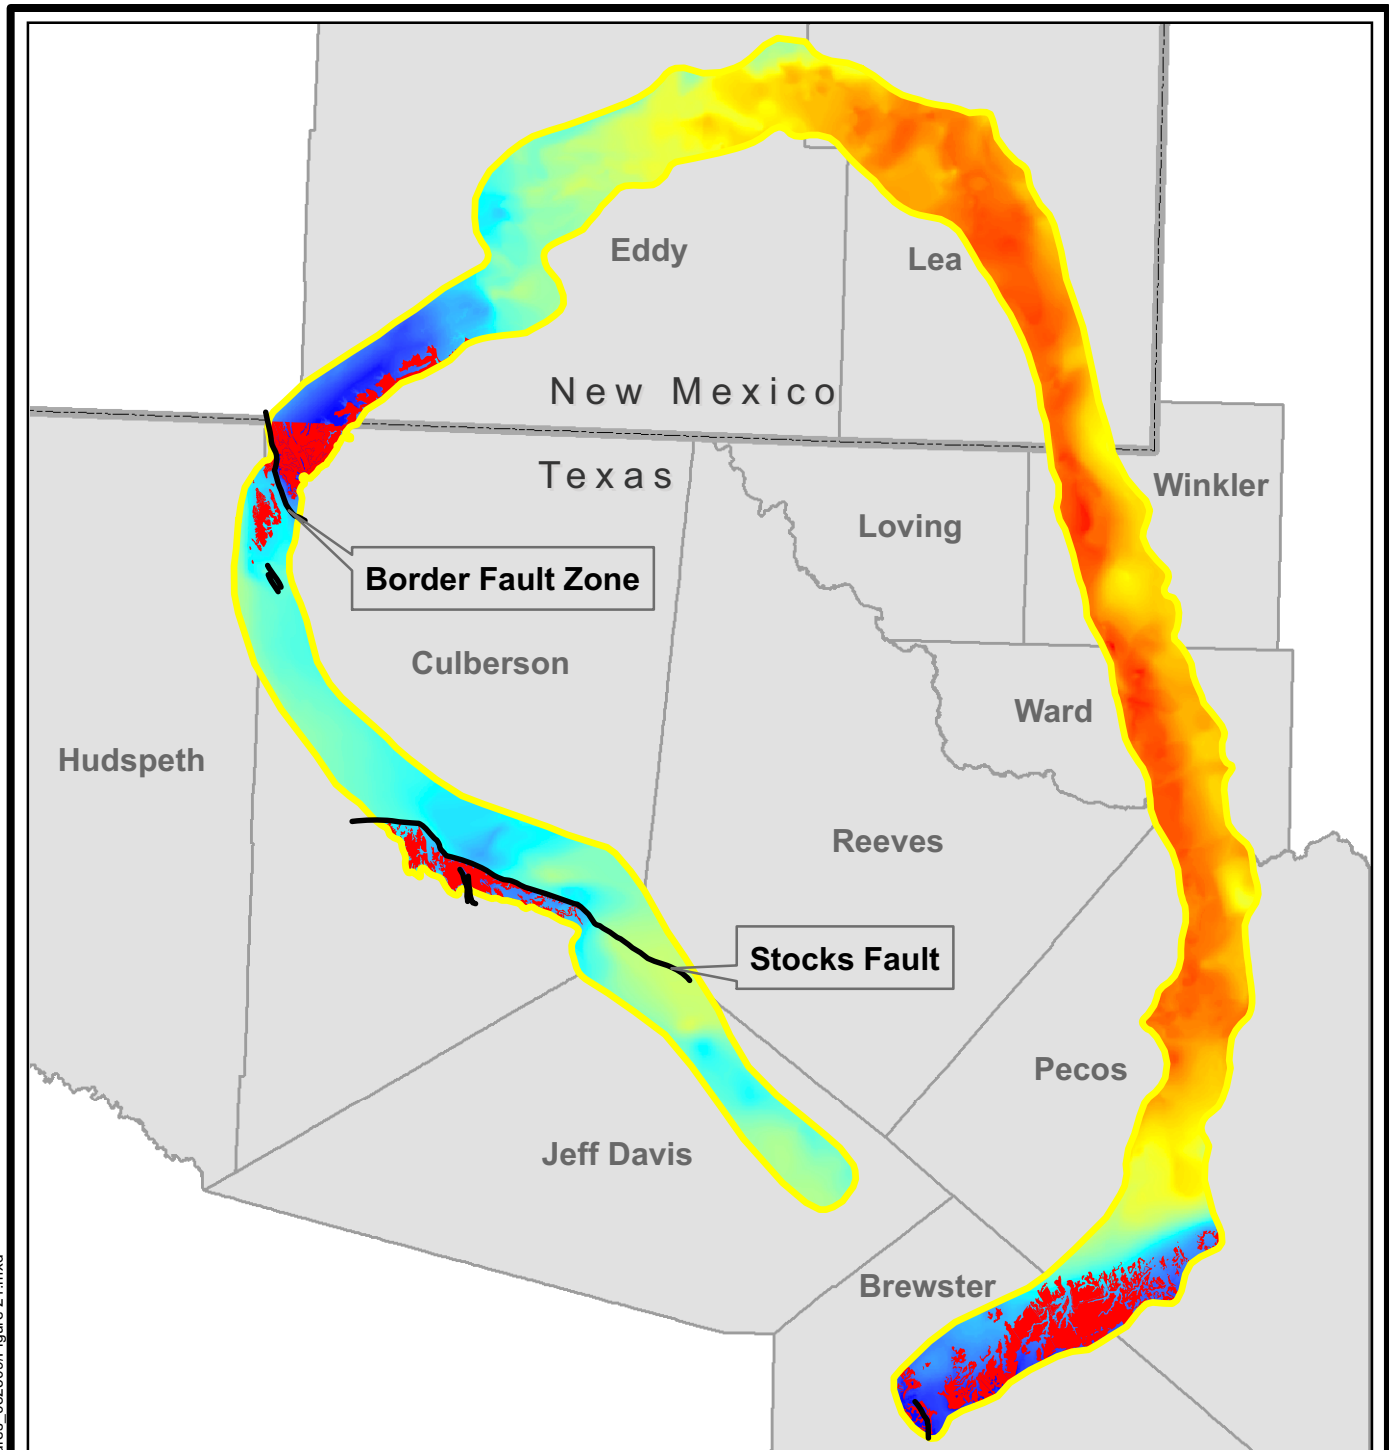 Eddy
Lea
New Mexico
Texas
Winkler
Loving
Border Fault Zone
Culberson
Ward
Hudspeth
Reeves
Stocks Fault
Pecos
Jeff Davis
Brewster